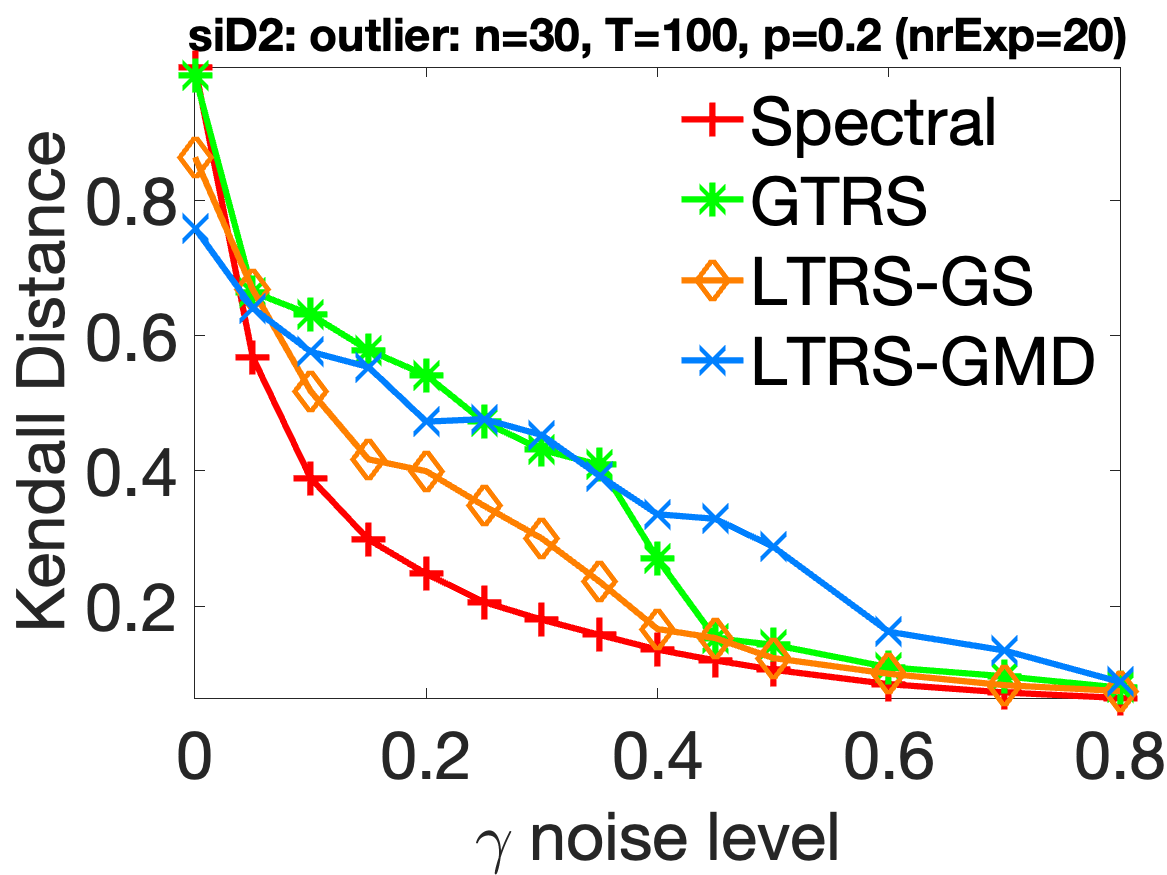 siD2: outlier: n=30, T=100, p=0.2 (nrExp=20)
Spectral
GTRS
LTRS-GS
LTRS-GMD
Kendall Distance
0.8
0.6
0.4
0.2
0 0.2 0.4 0.6 0.8
γ noise level